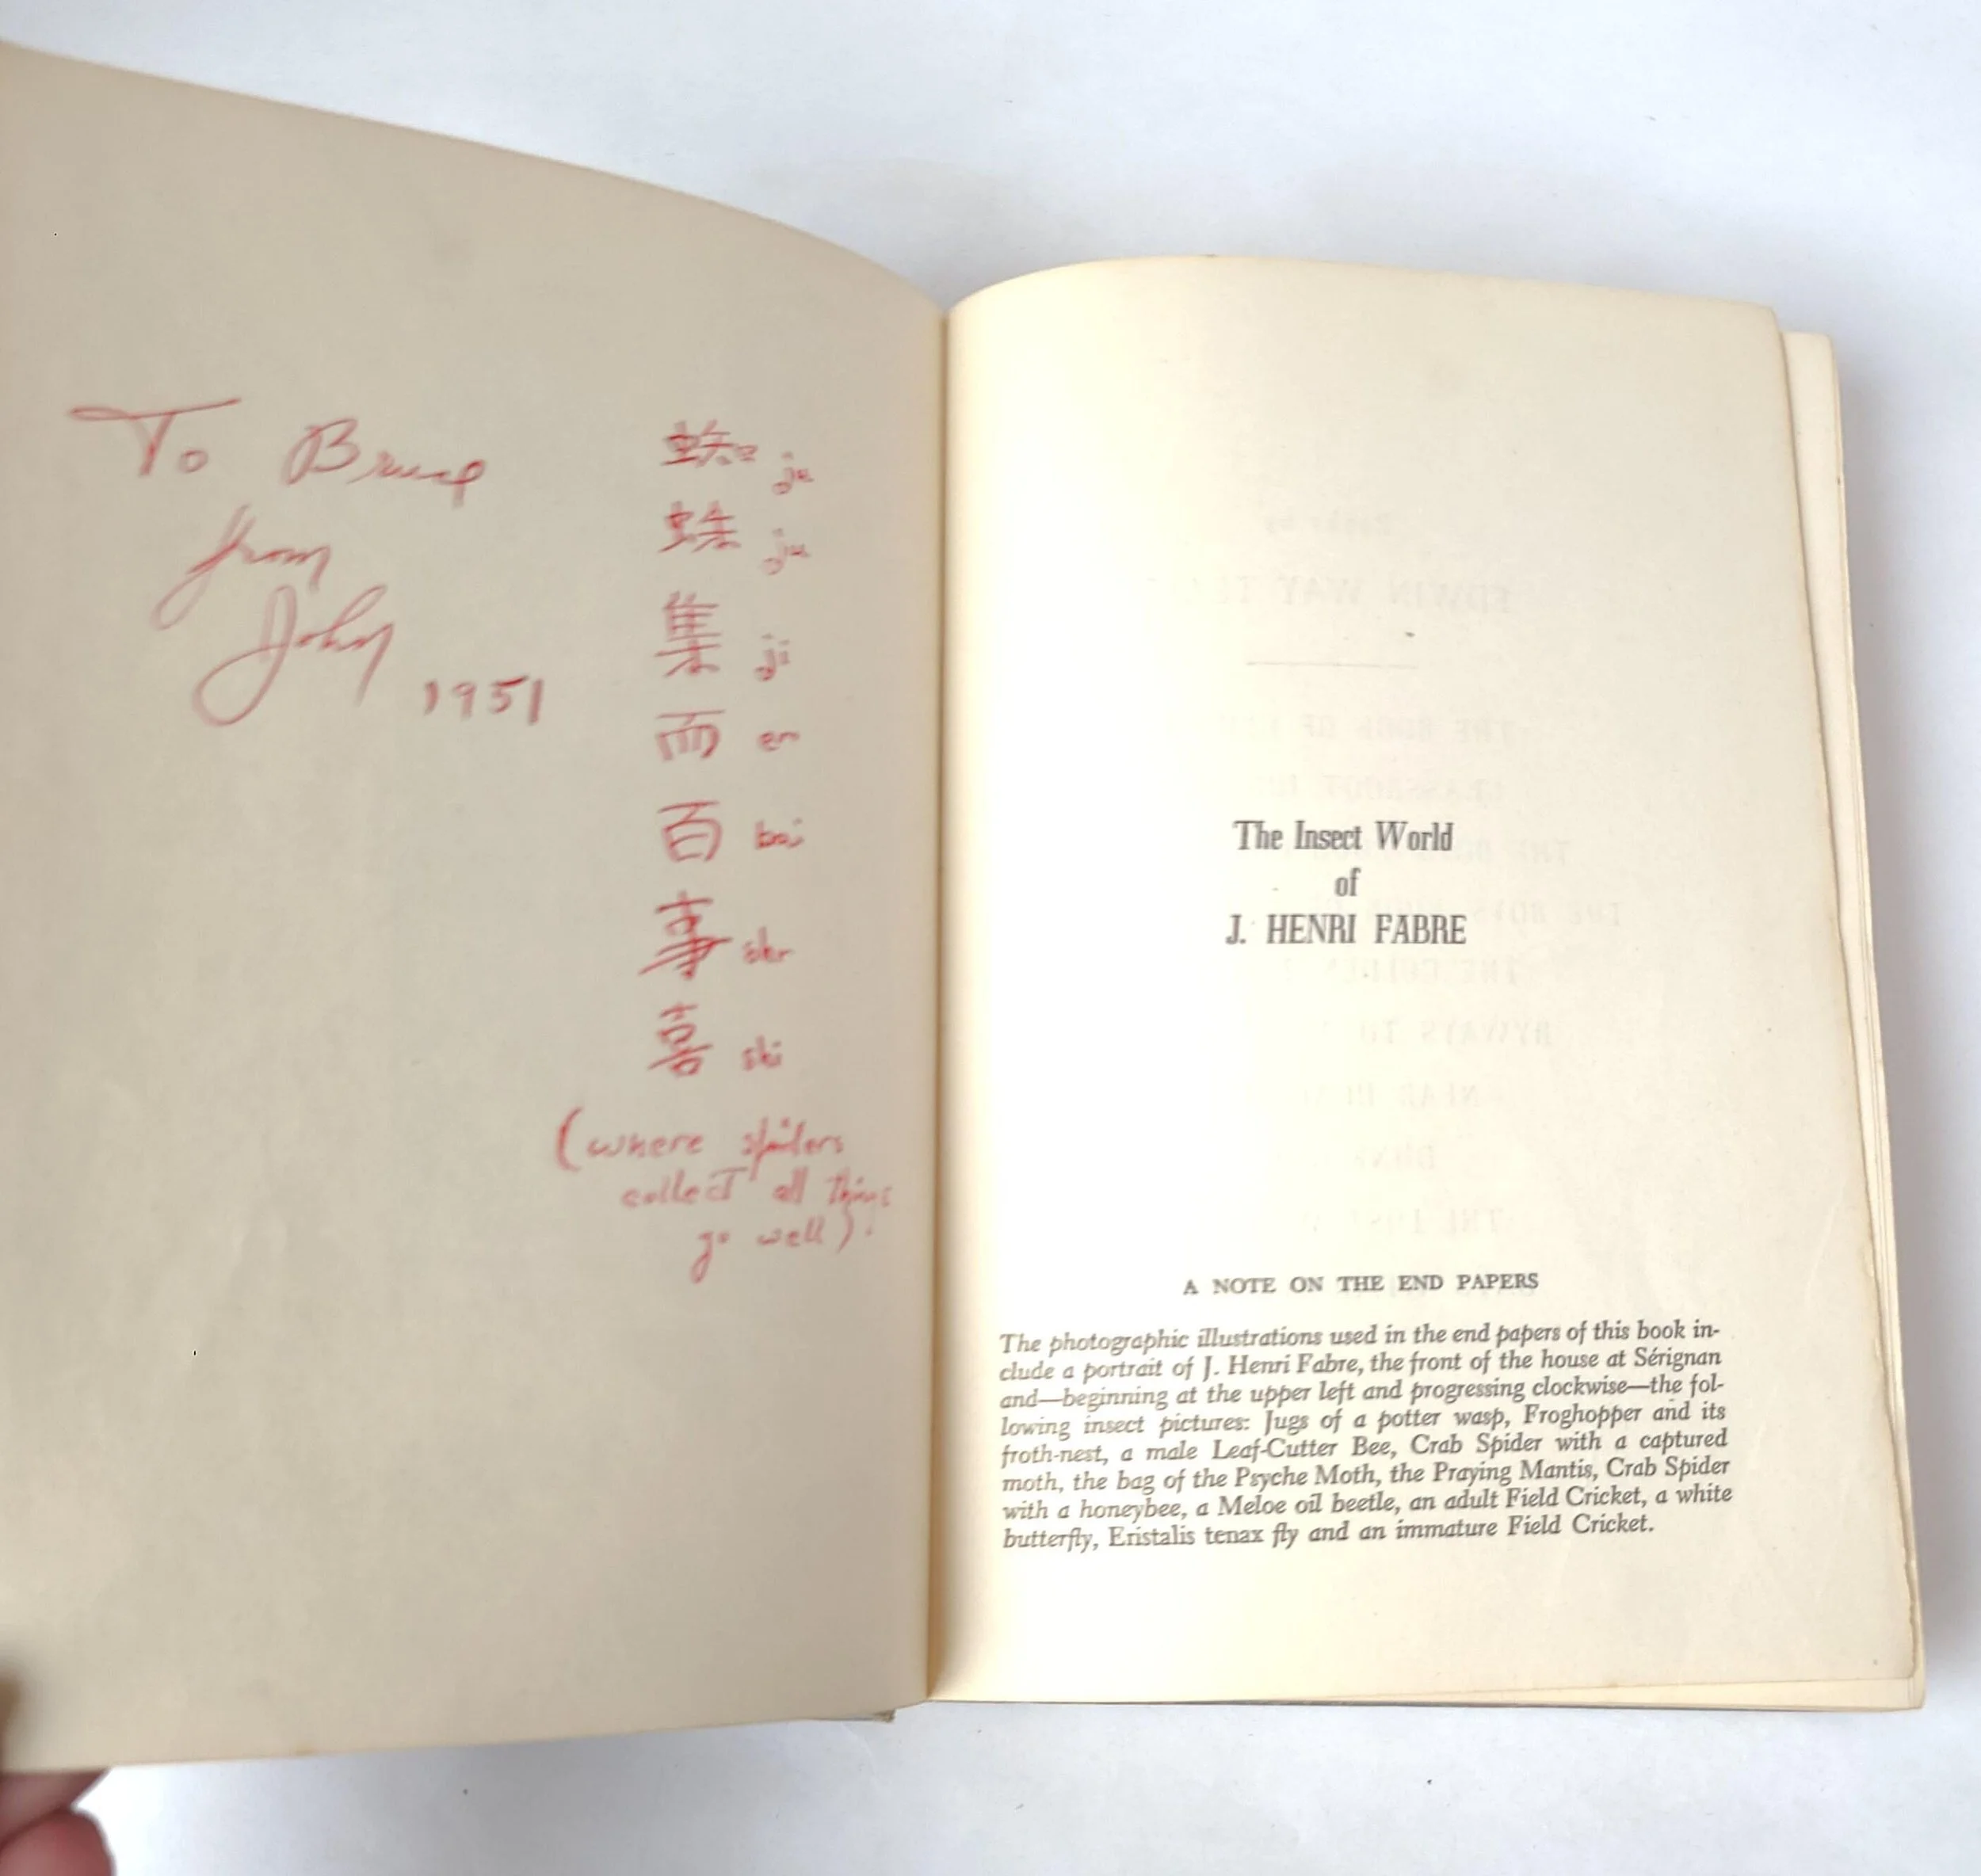 To Bruce
from
John
1951
蜘 ju
蛛 ju
集 ji
而 er
百 bai
事 shr
喜 shi
(where spiders
collect all things
go well).
The Insect World
of
J. HENRI FABRE
A NOTE ON THE END PAPERS
The photographic illustrations used in the end papers of this book in-
clude a portrait of J. Henri Fabre, the front of the house at Sérignan
and—beginning at the upper left and progressing clockwise—the fol-
lowing insect pictures: Jugs of a potter wasp, Froghopper and its
froth-nest, a male Leaf-Cutter Bee, Crab Spider with a captured
moth, the bag of the Psyche Moth, the Praying Mantis, Crab Spider
with a honeybee, a Meloe oil beetle, an adult Field Cricket, a white
butterfly, Eristalis tenax fly and an immature Field Cricket.